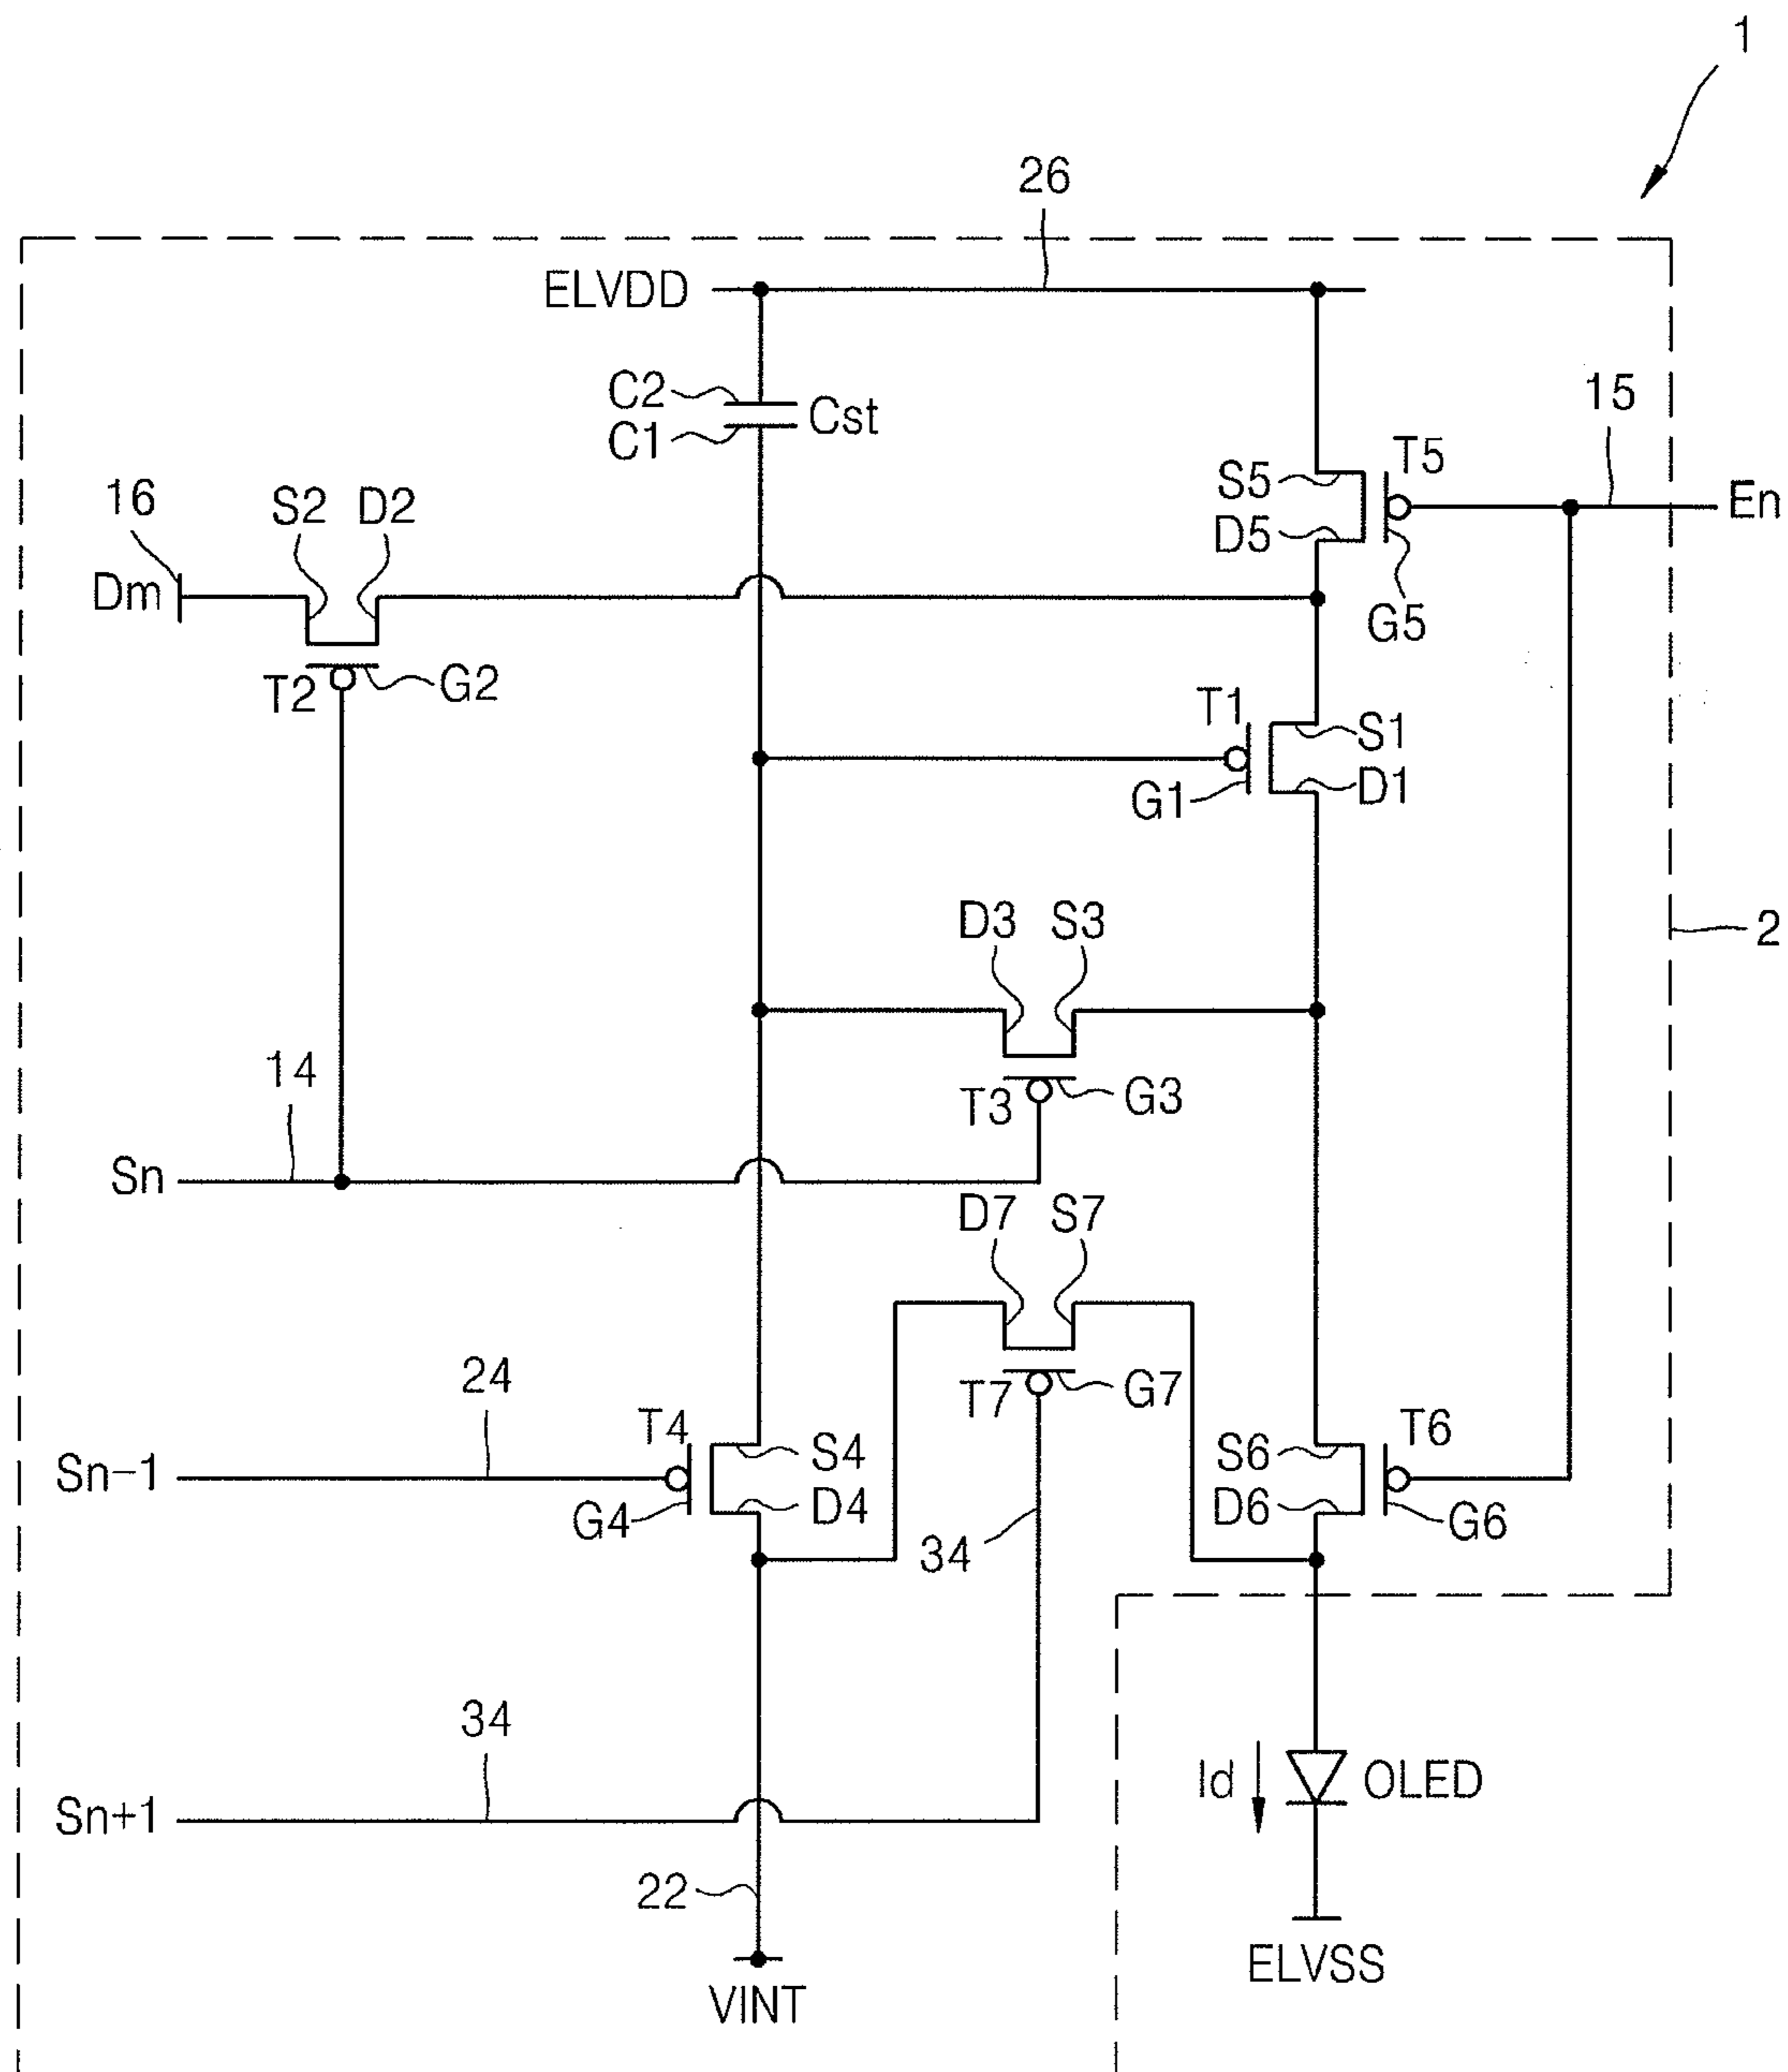 1
26
ELVDD
C2
Cst
C1
15
T5
S5
En
D5
G5
16
S2 D2
Dm
T2
G2
T1
S1
G1
D1
D3 S3
2
14
T3
G3
Sn
D7 S7
24
T7
G7
T4
S4
S6
T6
Sn-1
G4
D4
D6
G6
34
34
Id
OLED
Sn+1
22
ELVSS
VINT